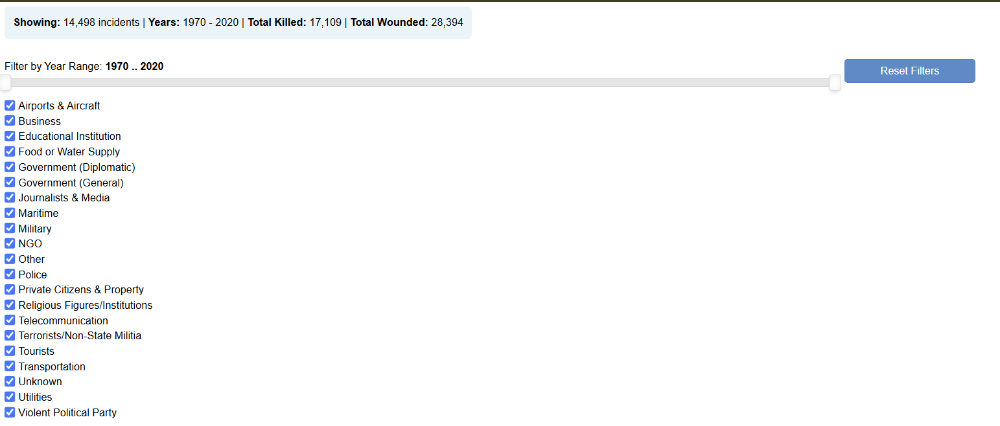 Showing: 14,498 incidents | Years: 1970 - 2020 | Total Killed: 17,109 | Total Wounded: 28,394
Filter by Year Range: 1970 .. 2020
Reset Filters
Airports & Aircraft
Business
Educational Institution
Food or Water Supply
Government (Diplomatic)
Government (General)
Journalists & Media
Maritime
Military
NGO
Other
Police
Private Citizens & Property
Religious Figures/Institutions
Telecommunication
Terrorists/Non-State Militia
Tourists
Transportation
Unknown
Utilities
Violent Political Party